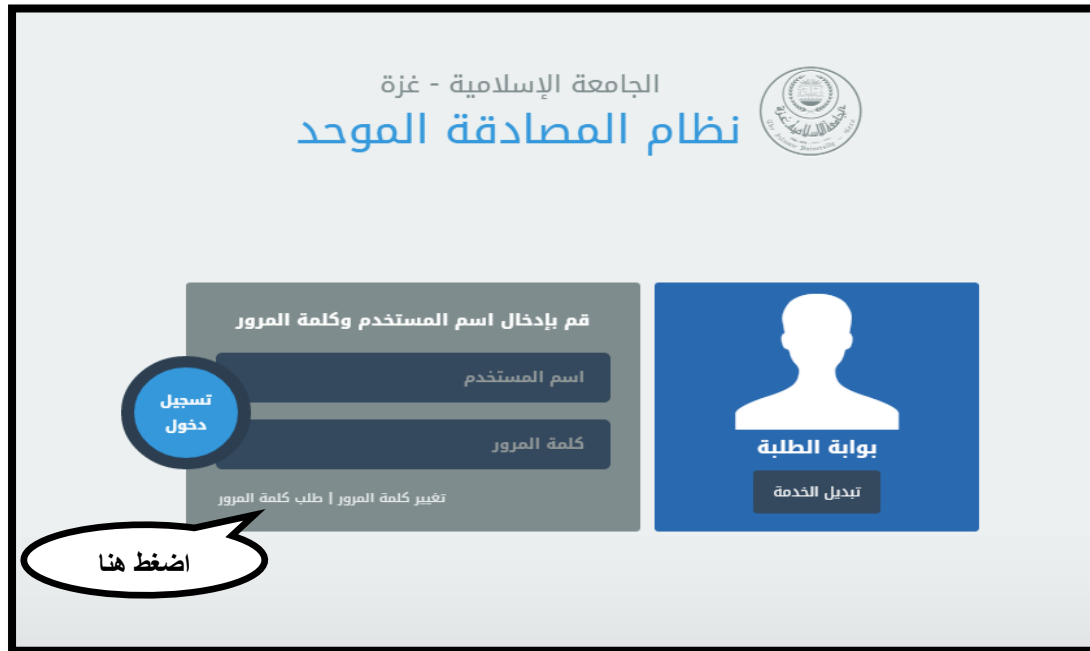 الجامعة الإسلامية - غزة
نظام المصادقة الموحد
بوابة الطلبة
تبديل الخدمة
قم بإدخال اسم المستخدم وكلمة المرور
اسم المستخدم
كلمة المرور
تسجيل
دخول
تغيير كلمة المرور | طلب كلمة المرور
اضغط هنا